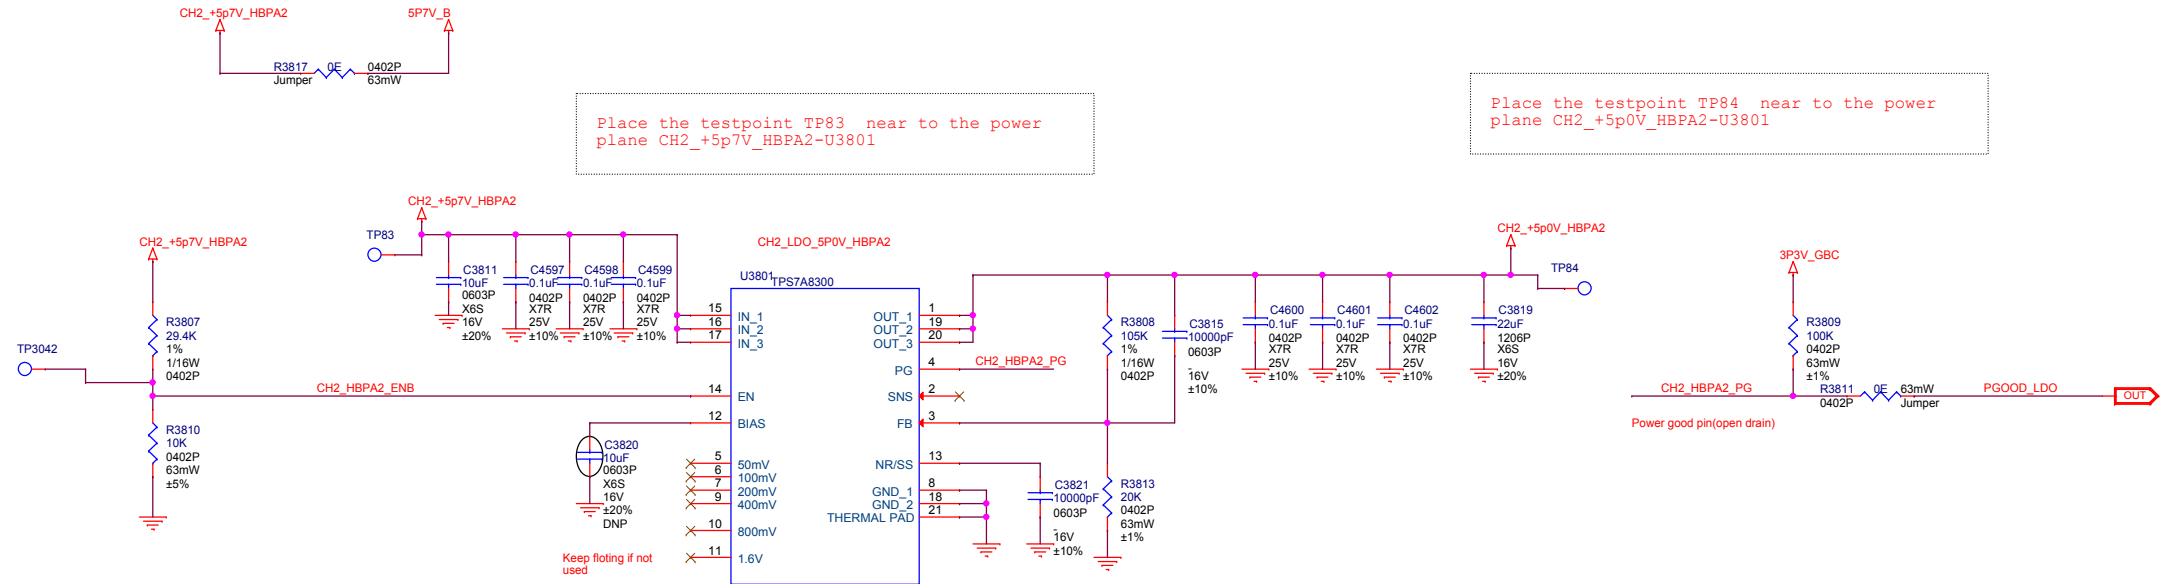 CH2_+5p7V_HBPA2
5P7V_B
R3817
0E
0402P
Jumper
63mW
Place the testpoint TP83 near to the power
plane CH2_+5p7V_HBPA2-U3801
Place the testpoint TP84 near to the power
plane CH2_+5p0V_HBPA2-U3801
CH2_+5p7V_HBPA2
R3807
29.4K
1%
1/16W
0402P
TP3042
CH2_HBPA2_ENB
R3810
10K
0402P
63mW
±5%
CH2_+5p7V_HBPA2
TP83
C3811
10uF
0603P
X6S
16V
±20%
C4597
0.1uF
0402P
X7R
25V
±10%
C4598
0.1uF
0402P
X7R
25V
±10%
C4599
0.1uF
0402P
X7R
25V
±10%
C3820
10uF
0603P
X6S
16V
±20%
DNP
Keep floting if not
used
CH2_LDO_5P0V_HBPA2
U3801
TPS7A8300
15
IN_1
16
IN_2
17
IN_3
14
EN
12
BIAS
5
50mV
6
100mV
7
200mV
9
400mV
10
800mV
11
1.6V
OUT_1
1
OUT_2
19
OUT_3
20
PG
4
SNS
2
FB
3
NR/SS
13
GND_1
8
GND_2
18
THERMAL PAD
21
CH2_HBPA2_PG
C3821
10000pF
0603P
-
16V
±10%
R3808
105K
1%
1/16W
0402P
R3813
20K
0402P
63mW
±1%
C3815
10000pF
0603P
-
16V
±10%
C4600
0.1uF
0402P
X7R
25V
±10%
C4601
0.1uF
0402P
X7R
25V
±10%
C4602
0.1uF
0402P
X7R
25V
±10%
C3819
22uF
1206P
X6S
16V
±20%
CH2_+5p0V_HBPA2
TP84
3P3V_GBC
R3809
100K
0402P
63mW
±1%
CH2_HBPA2_PG
R3811
0E
63mW
0402P
Jumper
PGOOD_LDO
OUT
Power good pin(open drain)